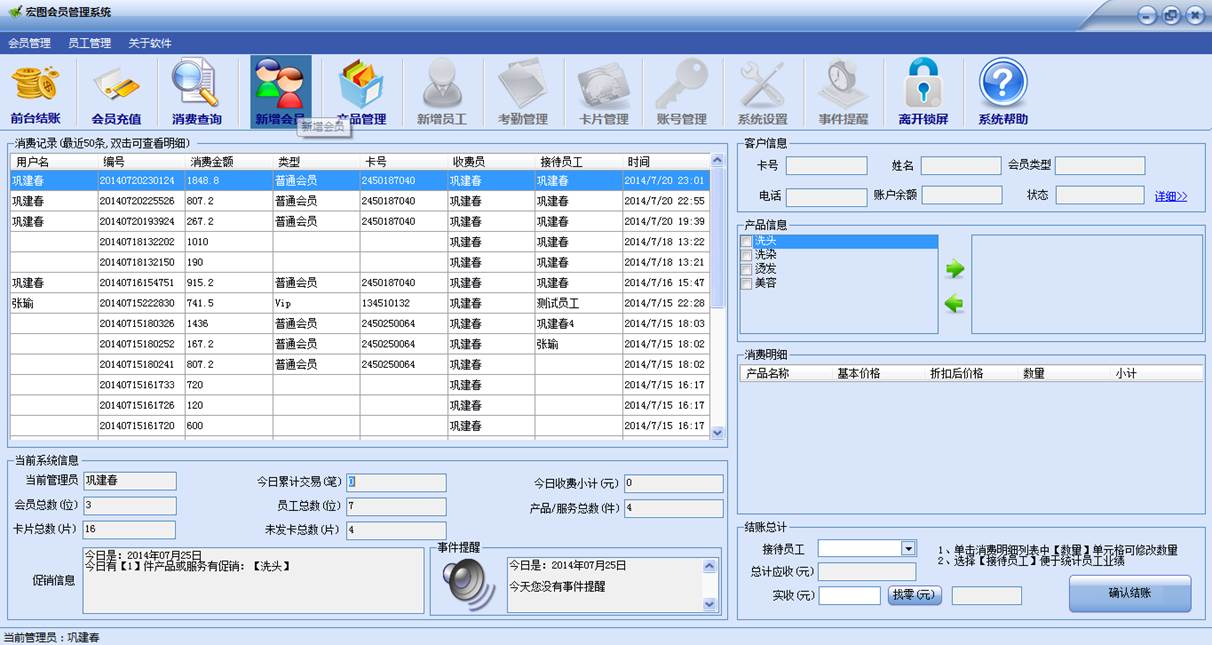 宏图会员管理系统
会员管理 员工管理 关于软件
前台结账 会员充值 消费查询 新增会员 产品管理 新增员工 考勤管理 卡片管理 账号管理 系统设置 事件提醒 离开锁屏 系统帮助
新增会员
消费记录(最近50条,双击可查看明细)
用户名 编号 消费金额 类型 卡号 收费员 接待员工 时间
巩建春 20140720230124 1848.8 普通会员 2450187040 巩建春 巩建春 2014/7/20 23:01
巩建春 20140720225526 807.2 普通会员 2450187040 巩建春 巩建春 2014/7/20 22:55
巩建春 20140720193924 267.2 普通会员 2450187040 巩建春 巩建春 2014/7/20 19:39
20140718132202 1010 巩建春 巩建春 2014/7/18 13:22
20140718132150 190 巩建春 巩建春 2014/7/18 13:21
巩建春 20140716154751 915.2 普通会员 2450187040 巩建春 巩建春 2014/7/16 15:47
张瑜 20140715222830 741.5 Vip 134510132 巩建春 测试员工 2014/7/15 22:28
20140715180326 1436 普通会员 2450250064 巩建春 巩建春4 2014/7/15 18:03
20140715180252 167.2 普通会员 2450250064 巩建春 张瑜 2014/7/15 18:02
20140715180241 807.2 普通会员 2450250064 巩建春 2014/7/15 18:02
20140715161733 720 巩建春 2014/7/15 16:17
20140715161726 120 巩建春 2014/7/15 16:17
20140715161720 600 巩建春 2014/7/15 16:17
当前系统信息
当前管理员 巩建春 今日累计交易(笔) 0 今日收费小计(元) 0
会员总数(位) 3 员工总数(位) 7 产品/服务总数(件) 4
卡片总数(片) 16 未发卡总数(片) 4
促销信息
今日是：2014年07月25日
今日有【1】件产品或服务有促销：【洗头】
事件提醒
今日是：2014年07月25日
今天您没有事件提醒
客户信息
卡号 姓名 会员类型
电话 账户余额 状态 详细>>
产品信息
洗头
洗染
烫发
美容
消费明细
产品名称 基本价格 折扣后价格 数量 小计
结账总计
接待员工
总计应收(元)
实收(元) 找零(元)
1、单击消费明细列表中【数量】单元格可修改数量
2、选择【接待员工】便于统计员工业绩
确认结账
当前管理员：巩建春